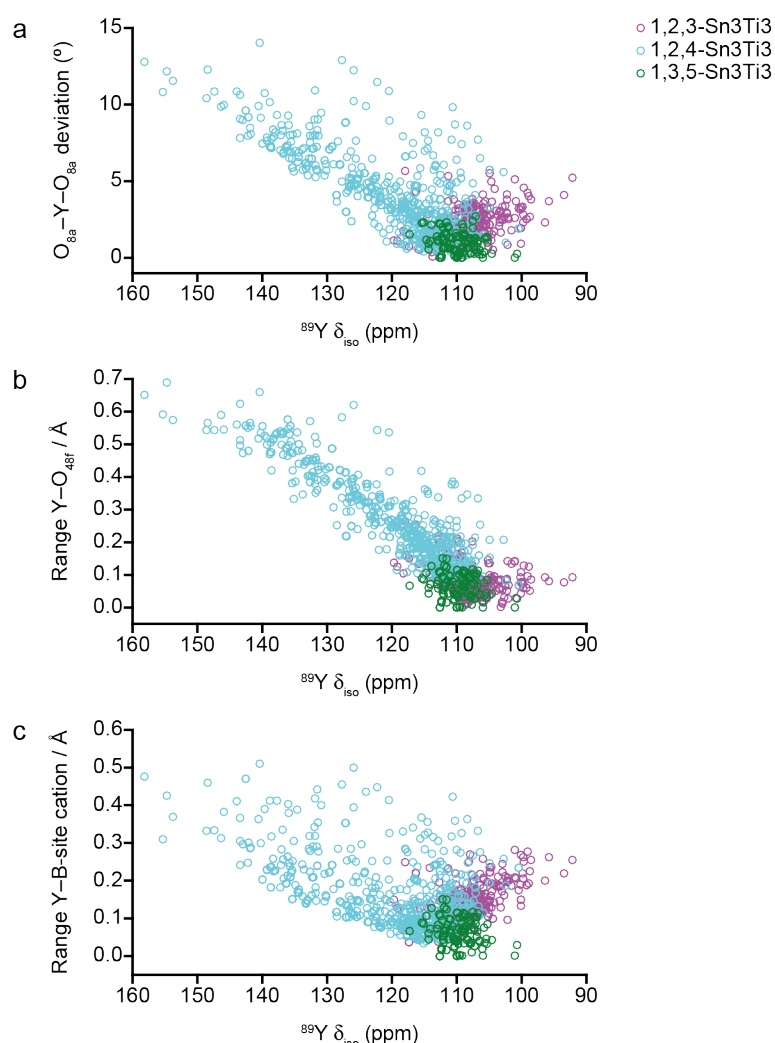 a
15
10
5
0
O8a–Y–O8a deviation (º)
160 150 140 130 120 110 100 90
89Y δiso (ppm)
1,2,3-Sn3Ti3
1,2,4-Sn3Ti3
1,3,5-Sn3Ti3
b
0.7
0.6
0.5
0.4
0.3
0.2
0.1
0.0
Range Y–O48f / Å
160 150 140 130 120 110 100 90
89Y δiso (ppm)
c
0.6
0.5
0.4
0.3
0.2
0.1
0.0
Range Y–B-site cation / Å
160 150 140 130 120 110 100 90
89Y δiso (ppm)